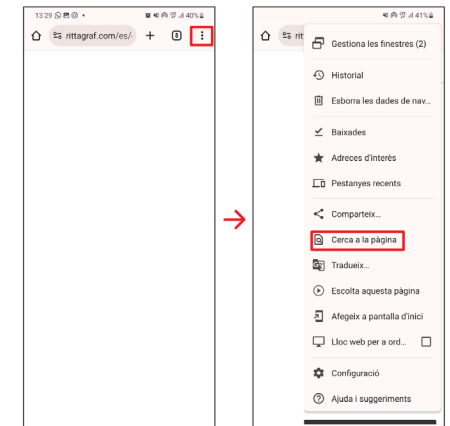 13:29
40%
rittagraf.com/es/
8
41%
rit
Gestiona les finestres (2)
Historial
Esborra les dades de nav...
Baixades
Adreces d'interès
Pestanyes recents
Comparteix...
Cerca a la pàgina
Tradueix...
Escolta aquesta pàgina
Afegeix a pantalla d'inici
Lloc web per a ord...
Configuració
Ajuda i suggeriments